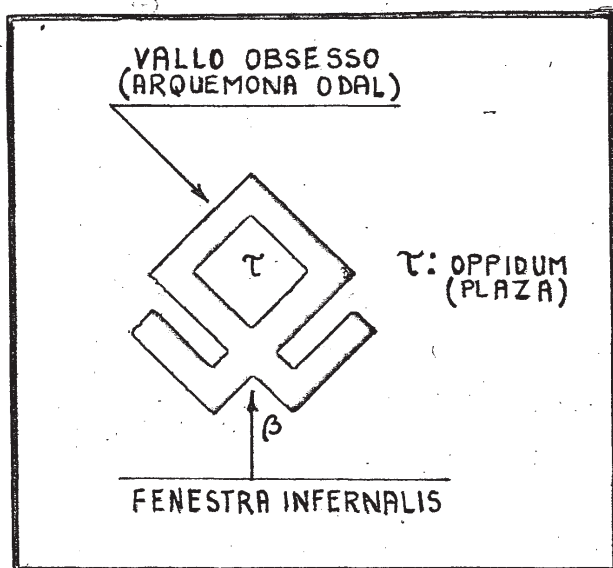 VALLO OBSESSO
(ARQUEMONA ODAL)
τ
τ: OPPIDUM
(PLAZA)
β
FENESTRA INFERNALIS